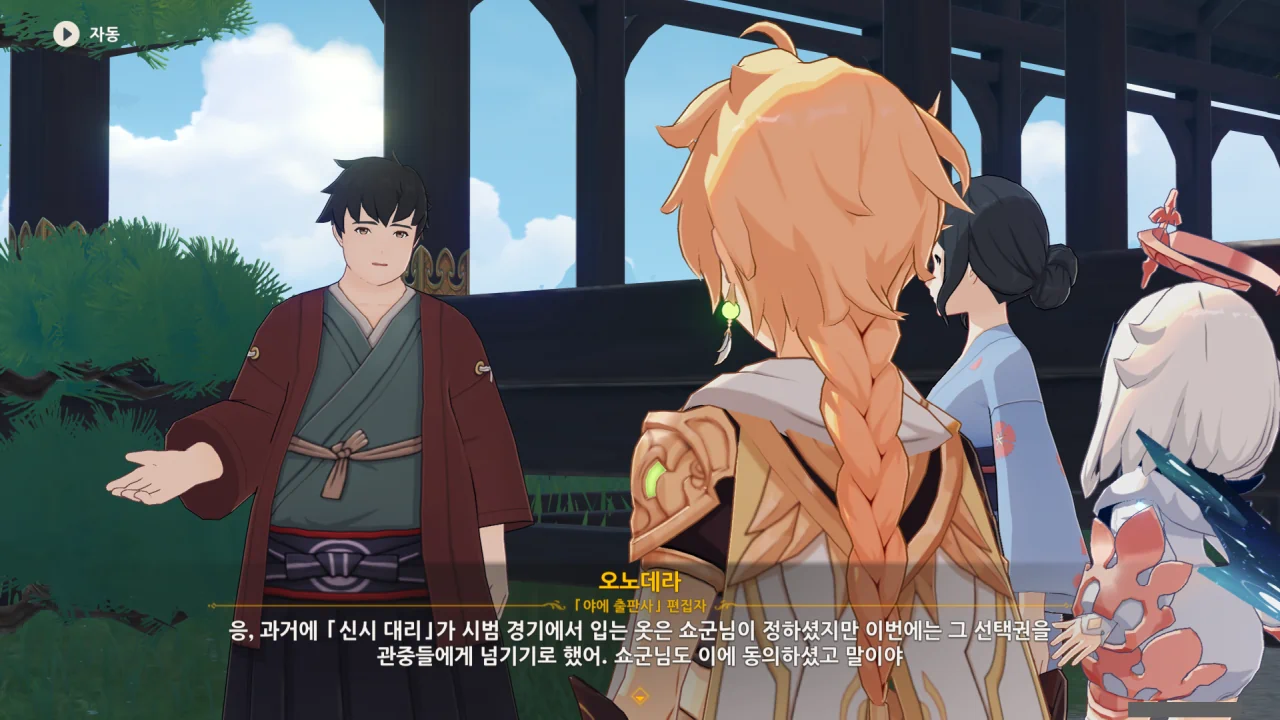 자동
오노데라
「야에 출판사」 편집자
응, 과거에 「신시 대리」가 시범 경기에서 입는 옷은 쇼군님이 정하셨지만 이번에는 그 선택권을
관중들에게 넘기기로 했어. 쇼군님도 이에 동의하셨고 말이야